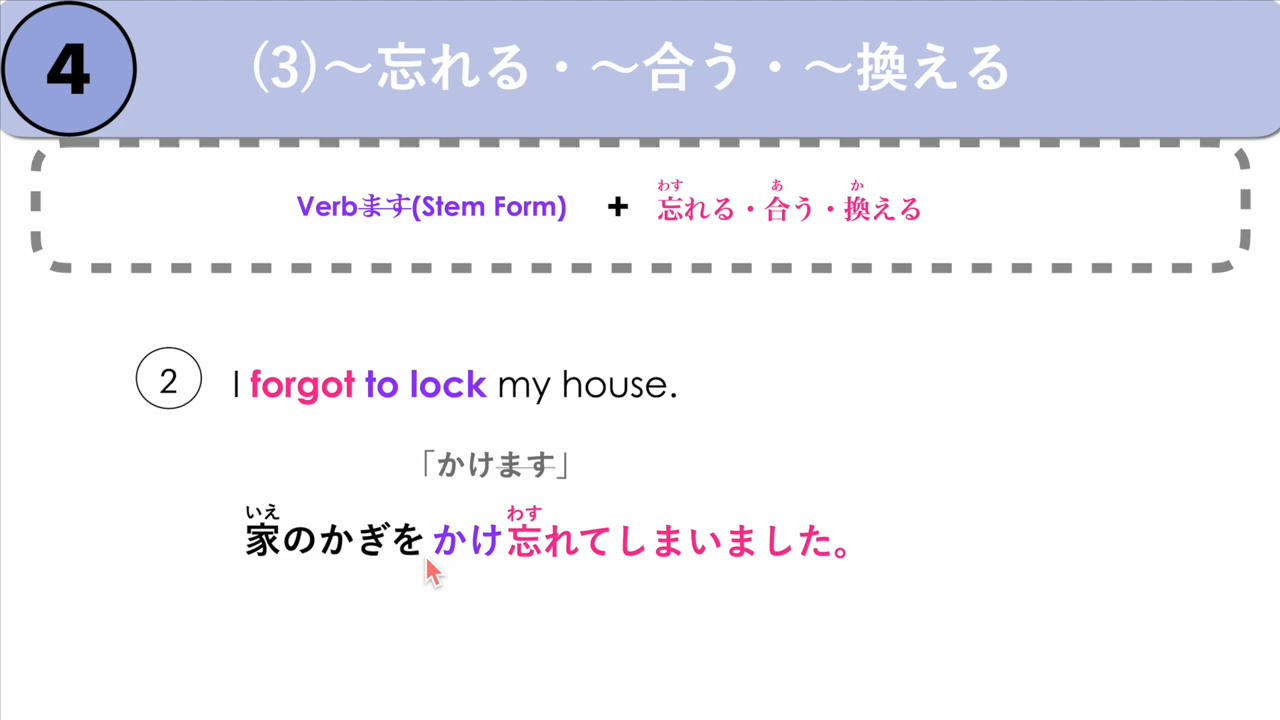 4
(3)～忘れる・～合う・～換える
わす あ か
Verbます(Stem Form) + 忘れる・合う・換える
2 I forgot to lock my house.
「かけます」
いえ わす
家のかぎを かけ忘れてしまいました。